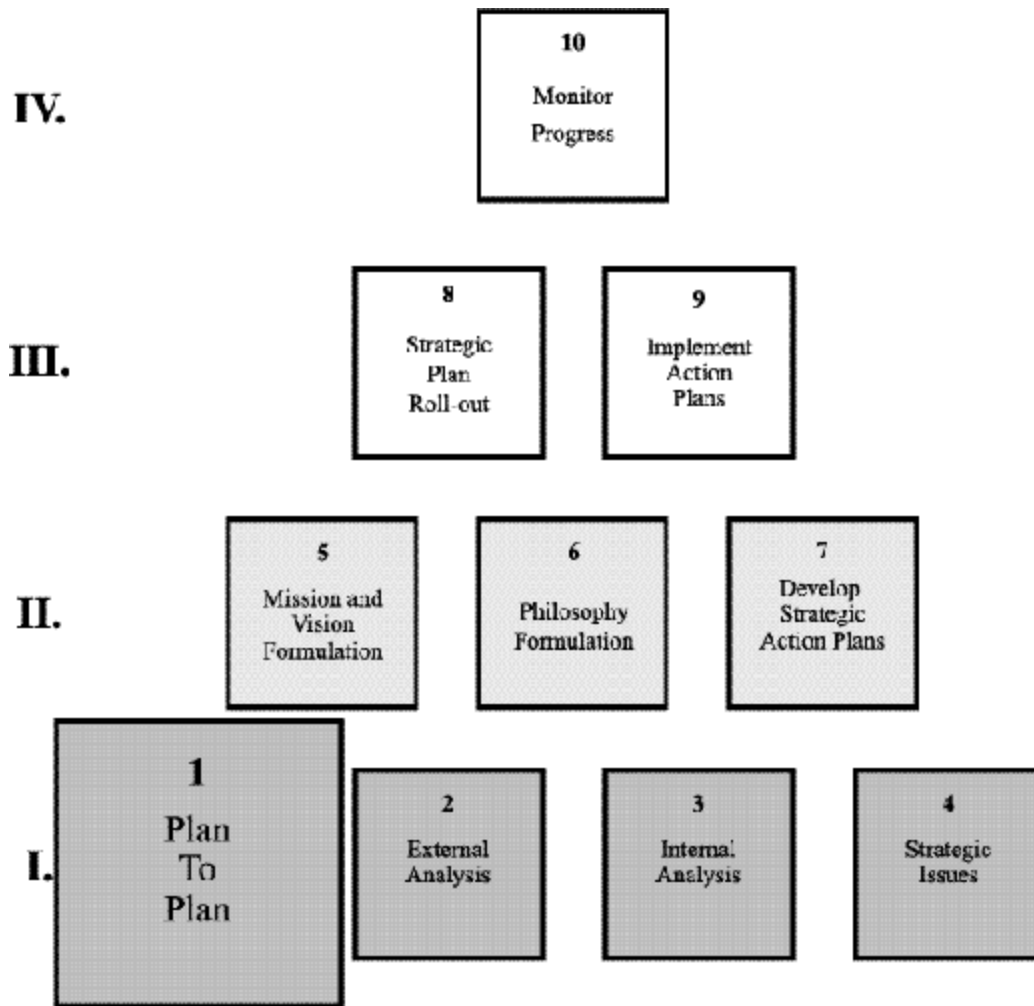 IV.
10
Monitor
Progress
III.
8
Strategic
Plan
Roll-out
9
Implement
Action
Plans
II.
5
Mission and
Vision
Formulation
6
Philosophy
Formulation
7
Develop
Strategic
Action Plans
I.
1
Plan
To
Plan
2
External
Analysis
3
Internal
Analysis
4
Strategic
Issues